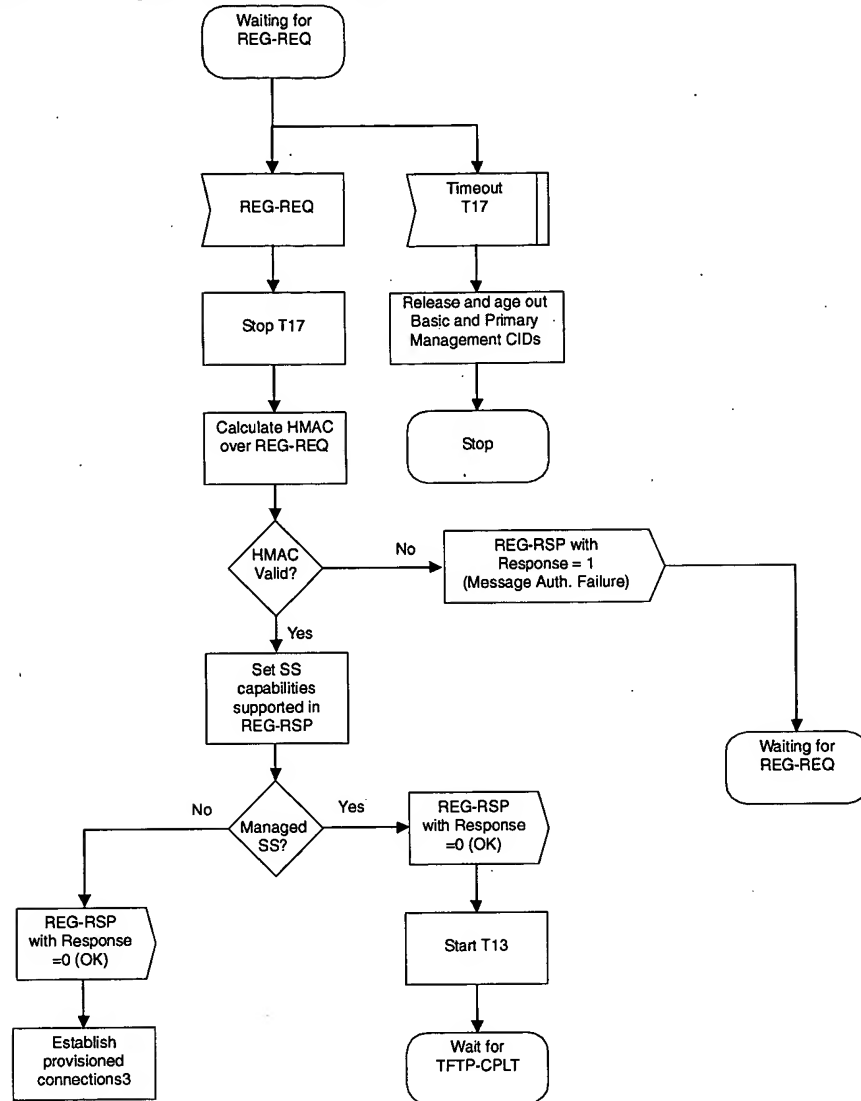 Waiting for
REG-REQ
REG-REQ
Timeout
T17
Stop T17
Release and age out
Basic and Primary
Management CIDs
Calculate HMAC
over REG-REQ
Stop
HMAC
Valid?
No
REG-RSP with
Response = 1
(Message Auth. Failure)
Yes
Set SS
capabilities
supported in
REG-RSP
Waiting for
REG-REQ
No
Managed
SS?
Yes
REG-RSP
with Response
=0 (OK)
REG-RSP
with Response
=0 (OK)
Start T13
Establish
provisioned
connections3
Wait for
TFTP-CPLT